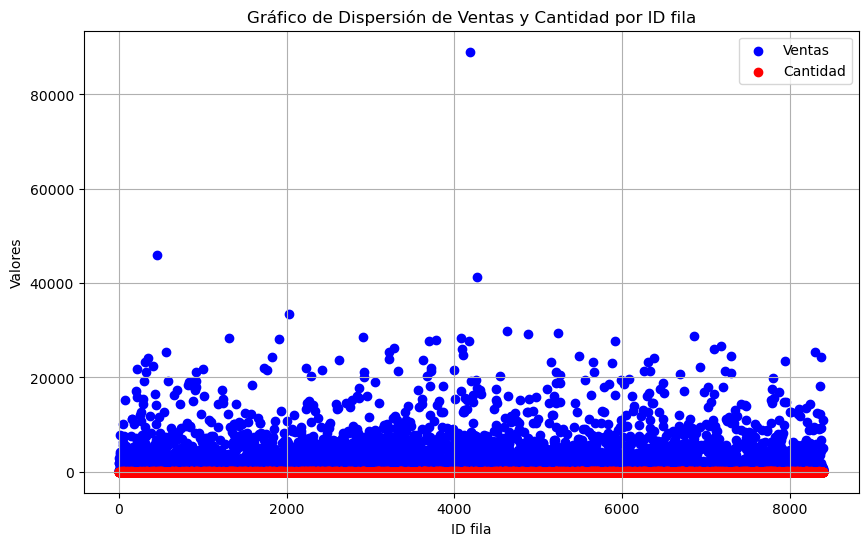 Gráfico de Dispersión de Ventas y Cantidad por ID fila
Ventas
Cantidad
Valores
80000
60000
40000
20000
0
0 2000 4000 6000 8000
ID fila